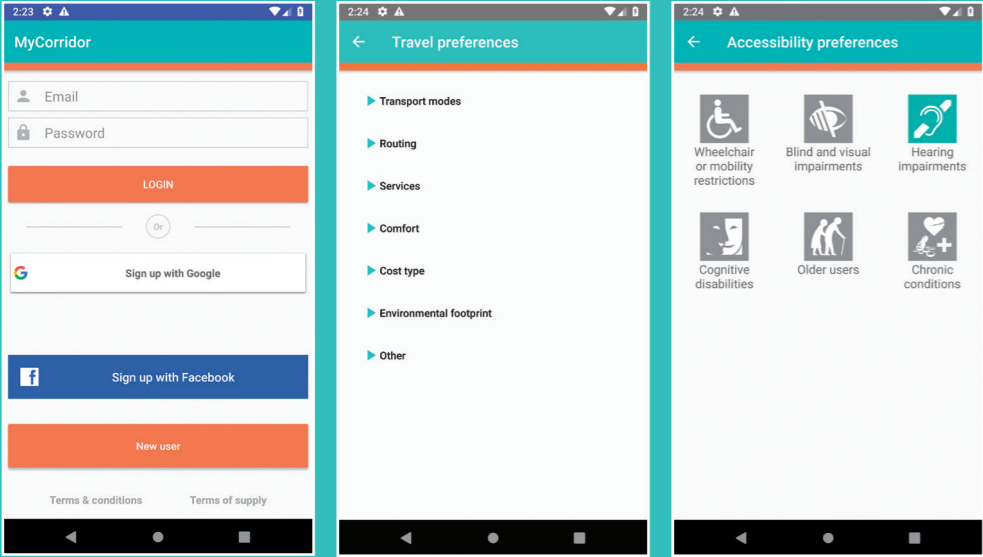 2:23
MyCorridor
Email
Password
LOGIN
Or
Sign up with Google
f
Sign up with Facebook
New user
Terms & conditions
Terms of supply
2:24
Travel preferences
Transport modes
Routing
Services
Comfort
Cost type
Environmental footprint
Other
2:24
Accessibility preferences
Wheelchair
or mobility
restrictions
Blind and visual
impairments
Hearing
impairments
Cognitive
disabilities
Older users
Chronic
conditions